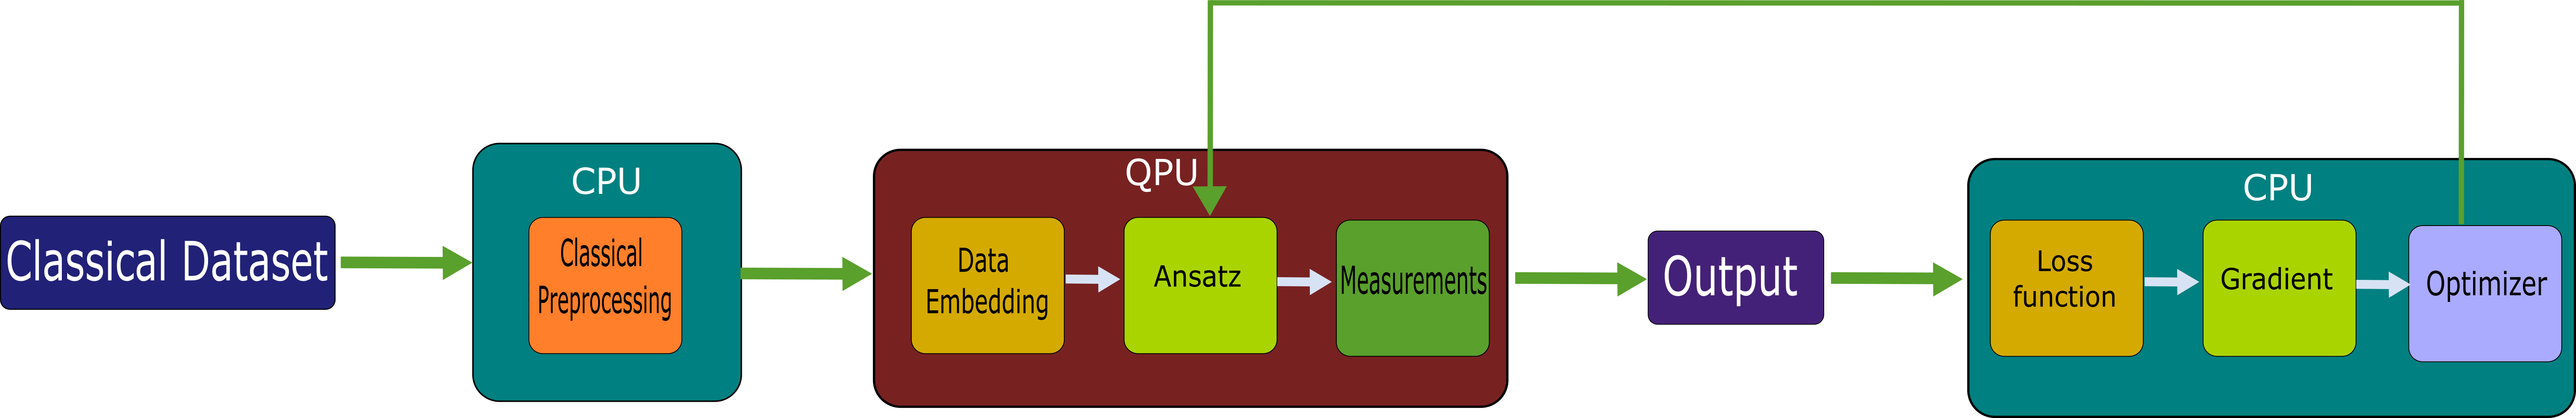 Classical Dataset
CPU
Classical
Preprocessing
QPU
Data
Embedding
Ansatz
Measurements
Output
CPU
Loss
function
Gradient
Optimizer